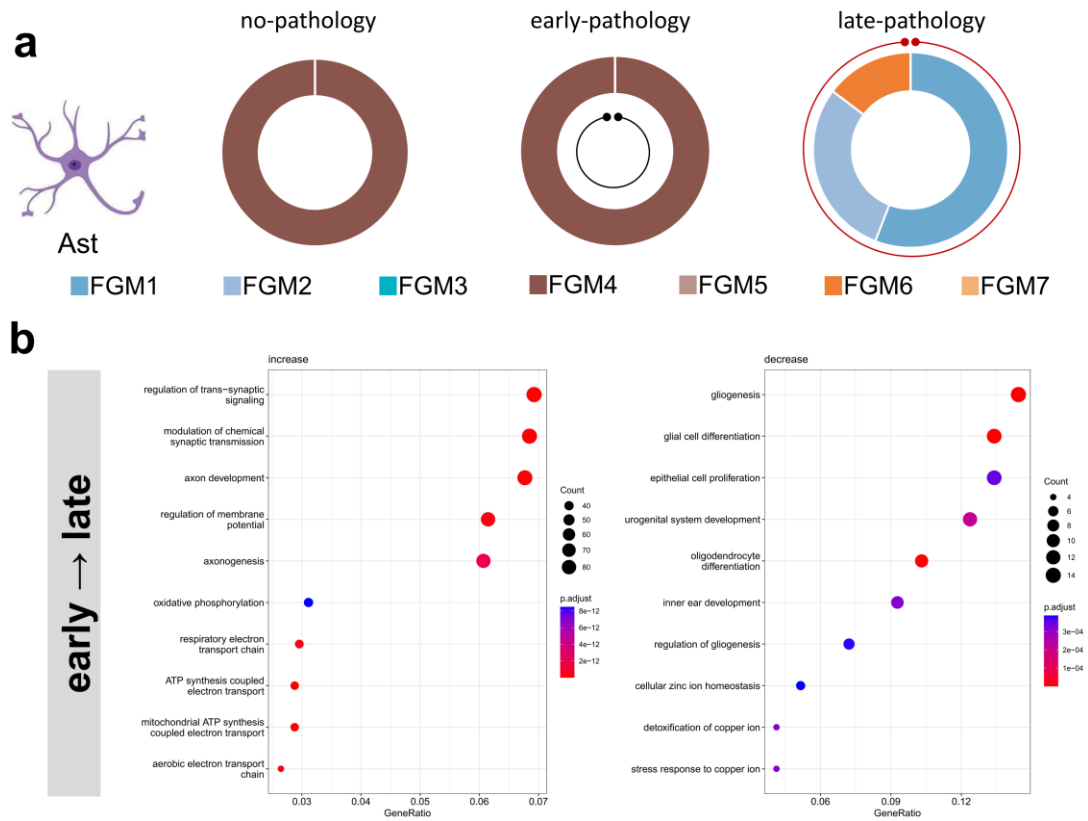 a
no-pathology
early-pathology
late-pathology
Ast
FGM1
FGM2
FGM3
FGM4
FGM5
FGM6
FGM7
b
early → late
increase
regulation of trans−synaptic
signaling
modulation of chemical
synaptic transmission
axon development
regulation of membrane
potential
axonogenesis
oxidative phosphorylation
respiratory electron
transport chain
ATP synthesis coupled
electron transport
mitochondrial ATP synthesis
coupled electron transport
aerobic electron transport
chain
0.03
0.04
0.05
0.06
0.07
GeneRatio
Count
40
50
60
70
80
p.adjust
8e−12
6e−12
4e−12
2e−12
decrease
gliogenesis
glial cell differentiation
epithelial cell proliferation
urogenital system development
oligodendrocyte
differentiation
inner ear development
regulation of gliogenesis
cellular zinc ion homeostasis
detoxification of copper ion
stress response to copper ion
0.06
0.09
0.12
GeneRatio
Count
4
6
8
10
12
14
p.adjust
3e−04
2e−04
1e−04